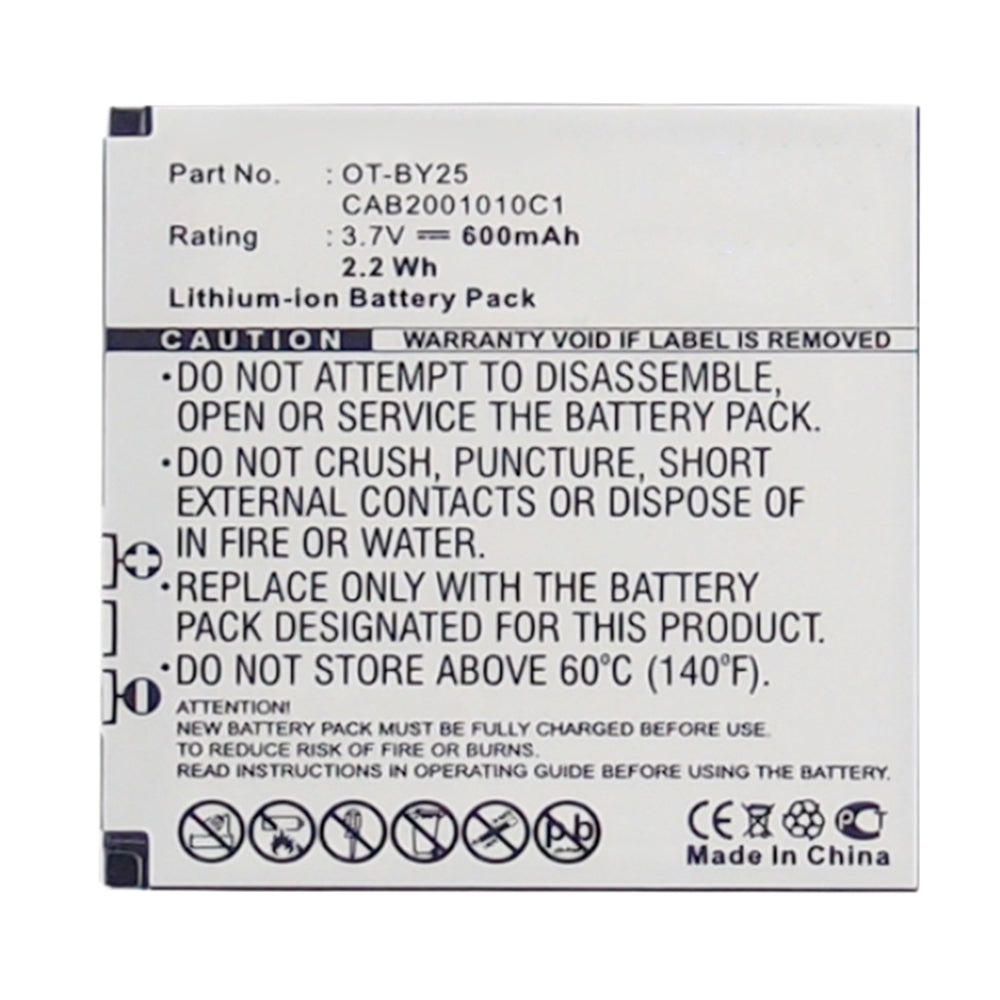 Part No. : OT-BY25
CAB2001010C1
Rating : 3.7V 600mAh
2.2 Wh
Lithium-ion Battery Pack
CAUTION WARRANTY VOID IF LABEL IS REMOVED
·DO NOT ATTEMPT TO DISASSEMBLE,
OPEN OR SERVICE THE BATTERY PACK.
·DO NOT CRUSH, PUNCTURE, SHORT
EXTERNAL CONTACTS OR DISPOSE OF
IN FIRE OR WATER.
·REPLACE ONLY WITH THE BATTERY
PACK DESIGNATED FOR THIS PRODUCT.
·DO NOT STORE ABOVE 60°C (140°F).
ATTENTION!
NEW BATTERY PACK MUST BE FULLY CHARGED BEFORE USE.
TO REDUCE RISK OF FIRE OR BURNS.
READ INSTRUCTIONS IN OPERATING GUIDE BEFORE USING THE BATTERY.
Pb CE PCT
Made In China